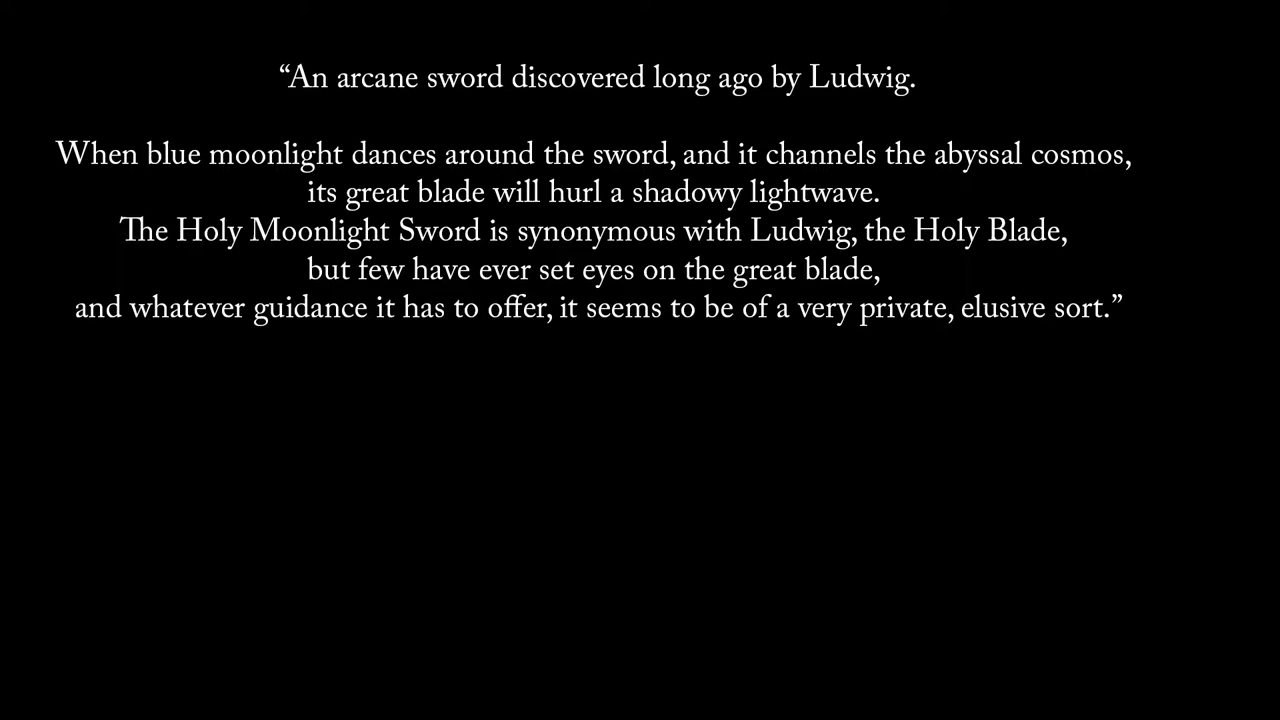 “An arcane sword discovered long ago by Ludwig.
When blue moonlight dances around the sword, and it channels the abyssal cosmos,
its great blade will hurl a shadowy lightwave.
The Holy Moonlight Sword is synonymous with Ludwig, the Holy Blade,
but few have ever set eyes on the great blade,
and whatever guidance it has to offer, it seems to be of a very private, elusive sort.”